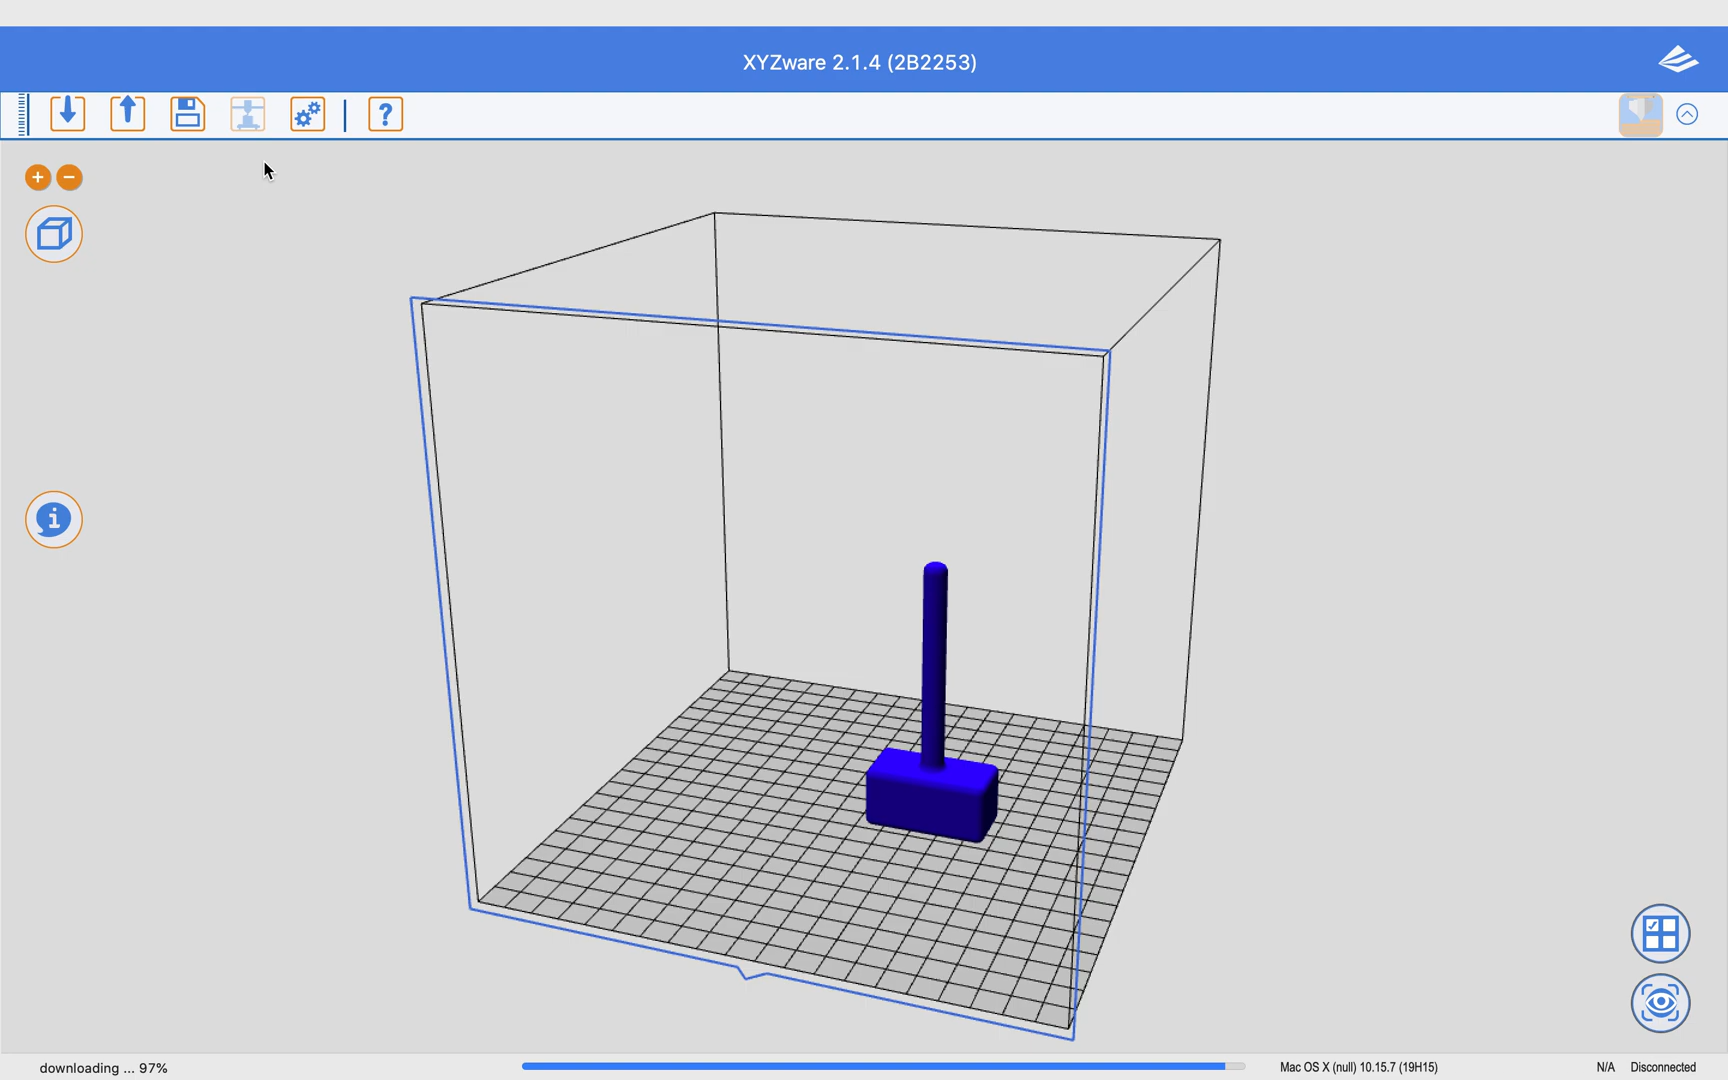 XYZware 2.1.4 (2B2253)
?
+ −
i
downloading ... 97%
Mac OS X (null) 10.15.7 (19H15)
N/A Disconnected